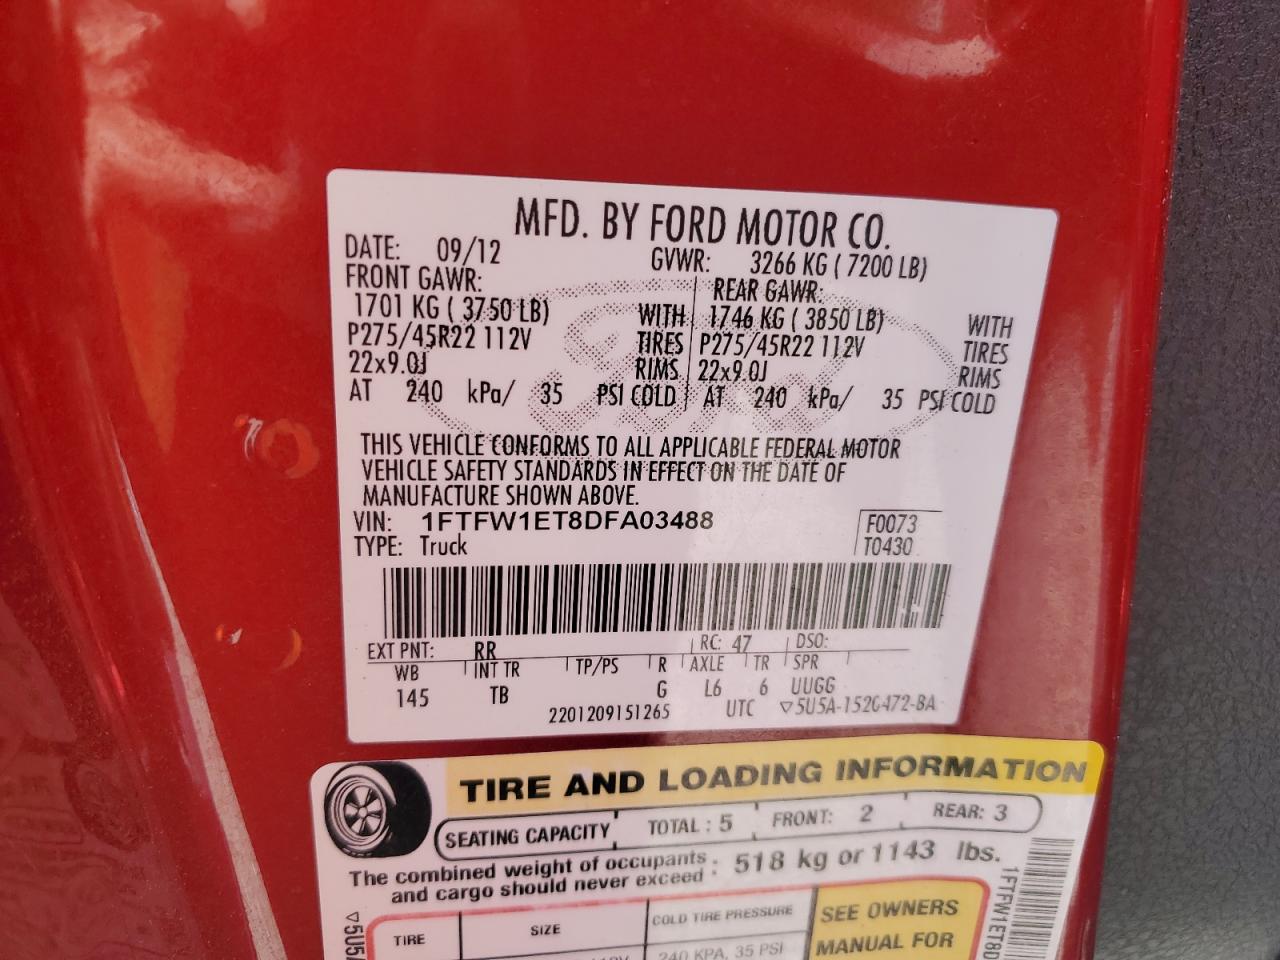 MFD. BY FORD MOTOR CO.
DATE: 09/12 GVWR: 3266 KG ( 7200 LB)
FRONT GAWR: REAR GAWR:
1701 KG ( 3750 LB) WITH 1746 KG ( 3850 LB) WITH
P275/45R22 112V TIRES P275/45R22 112V TIRES
22x9.0J RIMS 22x9.0J RIMS
AT 240 kPa/ 35 PSI COLD AT 240 kPa/ 35 PSI COLD
THIS VEHICLE CONFORMS TO ALL APPLICABLE FEDERAL MOTOR
VEHICLE SAFETY STANDARDS IN EFFECT ON THE DATE OF
MANUFACTURE SHOWN ABOVE.
VIN: 1FTFW1ET8DFA03488 F0073
TYPE: Truck T0430
EXT PNT: RR RC: 47 DSO:
WB INT TR TP/PS R AXLE TR SPR
145 TB G L6 6 UUGG
2201209151265 UTC ▽5U5A-1520472-BA
TIRE AND LOADING INFORMATION
SEATING CAPACITY TOTAL : 5 FRONT: 2 REAR: 3
The combined weight of occupants : 518 kg or 1143 lbs.
and cargo should never exceed :
TIRE SIZE COLD TIRE PRESSURE SEE OWNERS
240 KPA, 35 PSI MANUAL FOR
1FTFW1ET8D
▽5U5